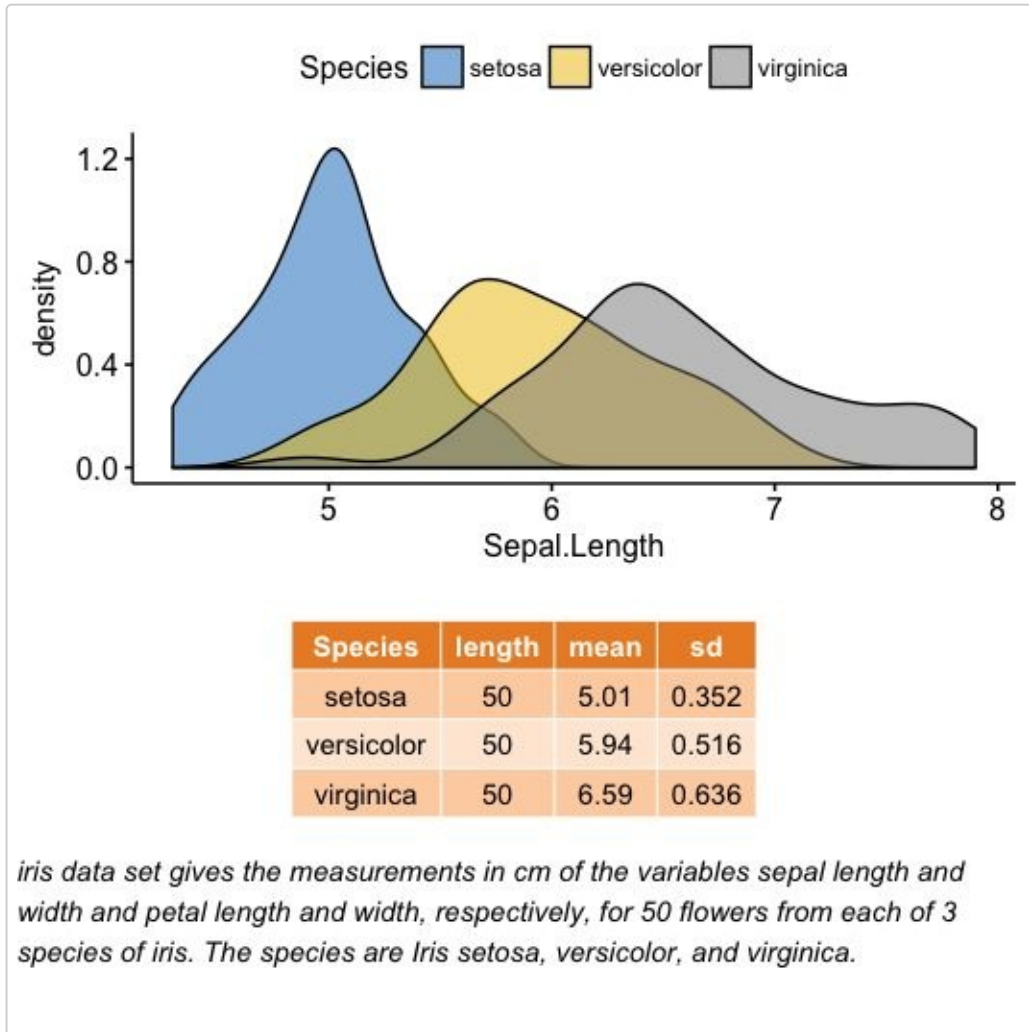 Species setosa versicolor virginica
1.2
0.8
0.4
0.0
density
5 6 7 8
Sepal.Length
Species length mean sd
setosa 50 5.01 0.352
versicolor 50 5.94 0.516
virginica 50 6.59 0.636
iris data set gives the measurements in cm of the variables sepal length and
width and petal length and width, respectively, for 50 flowers from each of 3
species of iris. The species are Iris setosa, versicolor, and virginica.